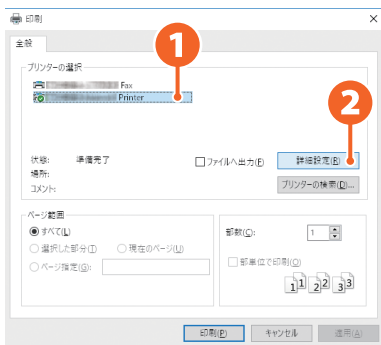 印刷
全般
1
プリンターの選択
Fax
Printer
2
状態: 準備完了
ファイルへ出力(F)
詳細設定(R)
場所:
プリンターの検索(D)...
コメント:
ページ範囲
すべて(L)
選択した部分(T)
現在のページ(U)
ページ指定(G):
部数(C): 1
部単位で印刷(O)
1 1 2 2 3 3
印刷(P)
キャンセル
適用(A)